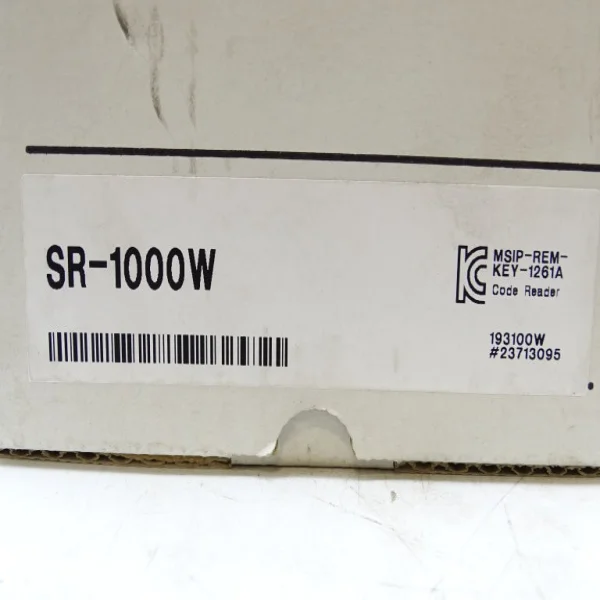 SR-1000W
MSIP-REM-
KEY-1261A
Code Reader
193100W
#23713095